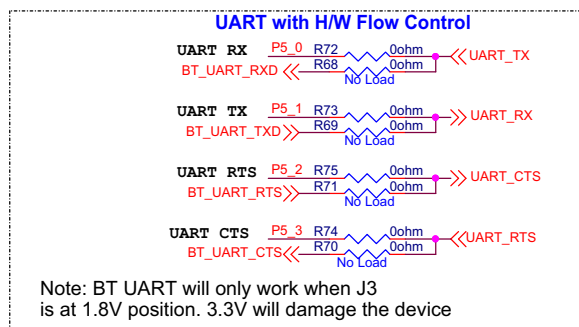 UART with H/W Flow Control
UART RX P5_0 R72 0ohm UART_TX
BT_UART_RXD R68 0ohm
No Load
UART TX P5_1 R73 0ohm UART_RX
BT_UART_TXD R69 0ohm
No Load
UART RTS P5_2 R75 0ohm UART_CTS
BT_UART_RTS R71 0ohm
No Load
UART CTS P5_3 R74 0ohm UART_RTS
BT_UART_CTS R70 0ohm
No Load
Note: BT UART will only work when J3
is at 1.8V position. 3.3V will damage the device